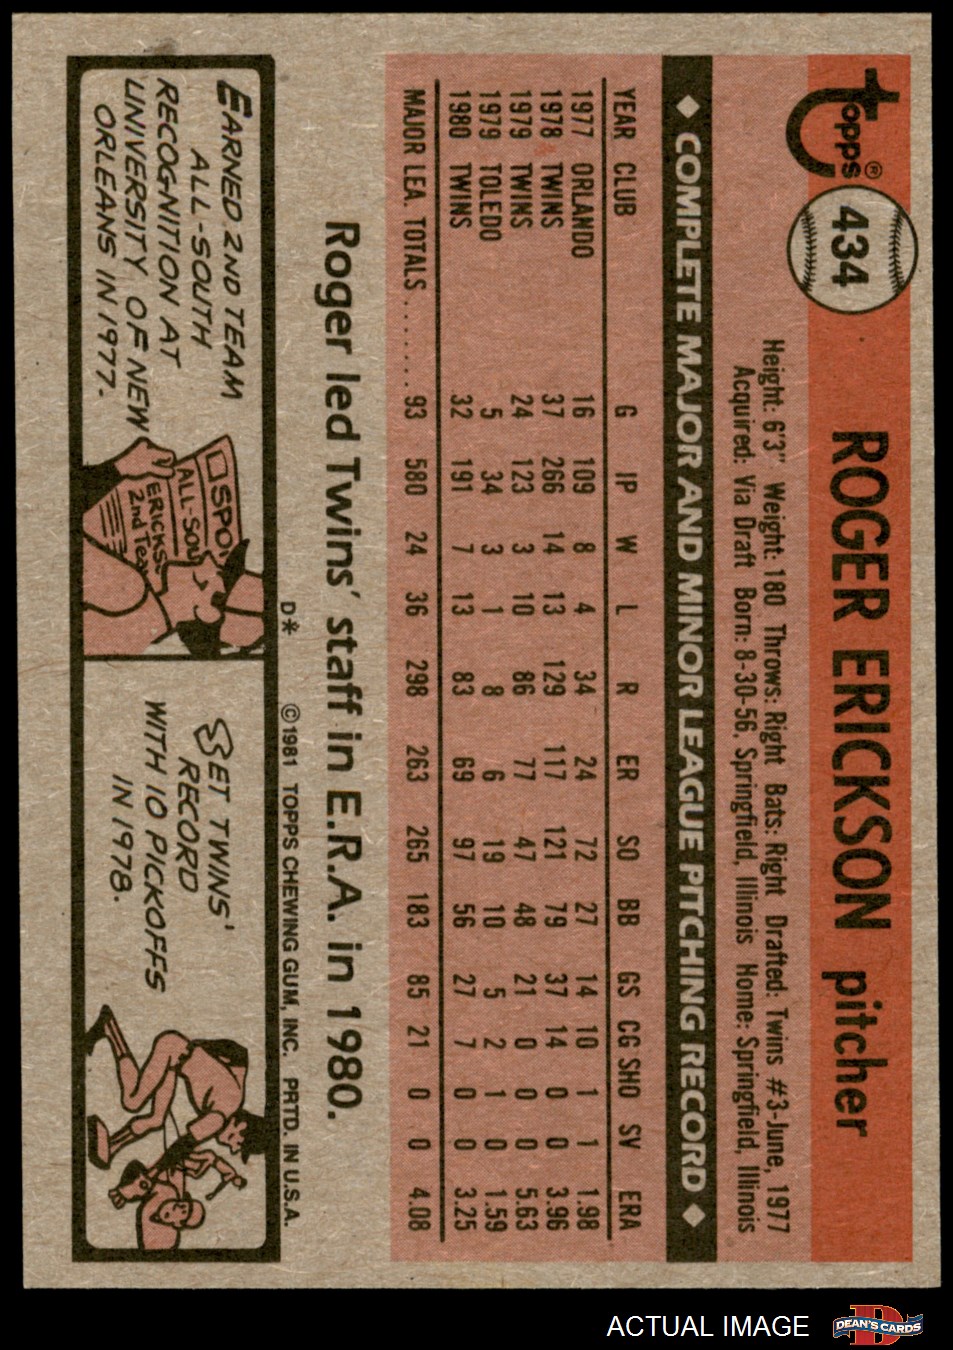 Topps®
434
ROGER ERICKSON pitcher
Height: 6'3" Weight: 180 Throws: Right Bats: Right Drafted: Twins #3-June, 1977
Acquired: Via Draft Born: 8-30-56, Springfield, Illinois Home: Springfield, Illinois
◆ COMPLETE MAJOR AND MINOR LEAGUE PITCHING RECORD ◆
YEAR CLUB G IP W L R ER SO BB GS CG SHO SV ERA
1977 ORLANDO 16 109 8 4 34 24 72 27 14 10 1 1 1.98
1978 TWINS 37 266 14 13 129 117 121 79 37 14 0 0 3.96
1979 TWINS 24 123 3 10 86 77 47 48 21 0 0 0 5.63
1979 TOLEDO 5 34 3 1 8 6 19 10 5 2 1 0 1.59
1980 TWINS 32 191 7 13 83 69 97 56 27 7 0 0 3.25
MAJOR LEA. TOTALS ....... 93 580 24 36 298 263 265 183 85 21 0 0 4.08
Roger led Twins' staff in E.R.A. in 1980.
D* ©1981 TOPPS CHEWING GUM, INC. PRTD. IN U.S.A.
EARNED 2ND TEAM
ALL-SOUTH
RECOGNITION AT
UNIVERSITY OF NEW
ORLEANS IN 1977.
SPO
ALL-SOU
ERICKS
2nd Tea
SET TWINS'
RECORD
WITH 10 PICKOFFS
IN 1978.
ACTUAL IMAGE
DEAN'S CARDS